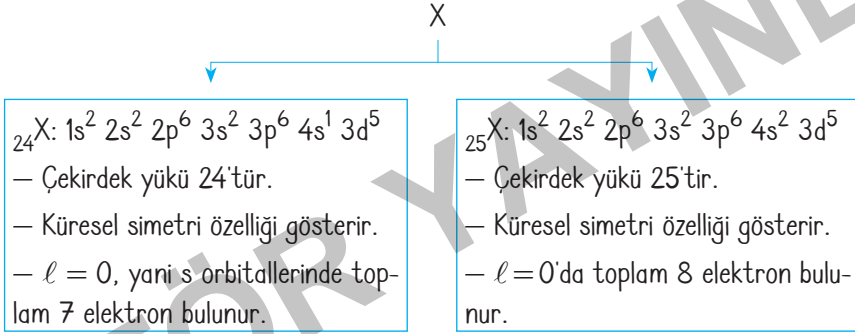 X
₂₄X: 1s² 2s² 2p⁶ 3s² 3p⁶ 4s¹ 3d⁵
— Çekirdek yükü 24'tür.
— Küresel simetri özelliği gösterir.
— ℓ = 0, yani s orbitallerinde top-
lam 7 elektron bulunur.
₂₅X: 1s² 2s² 2p⁶ 3s² 3p⁶ 4s² 3d⁵
— Çekirdek yükü 25'tir.
— Küresel simetri özelliği gösterir.
— ℓ = 0'da toplam 8 elektron bulu-
nur.